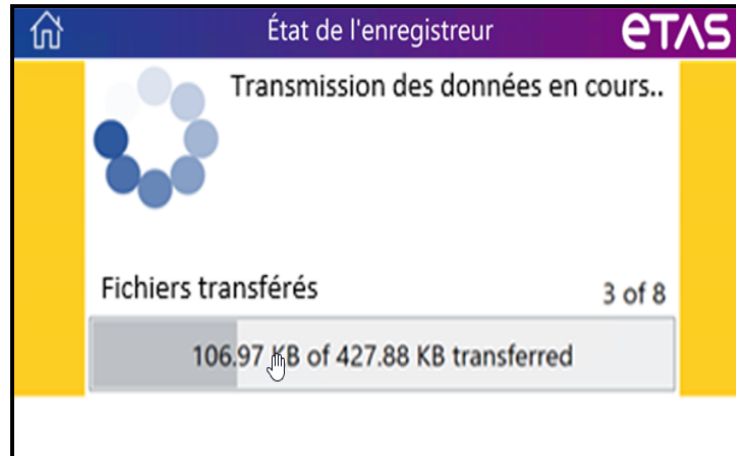 État de l'enregistreur eTAS
Transmission des données en cours..
Fichiers transférés 3 of 8
106.97 KB of 427.88 KB transferred